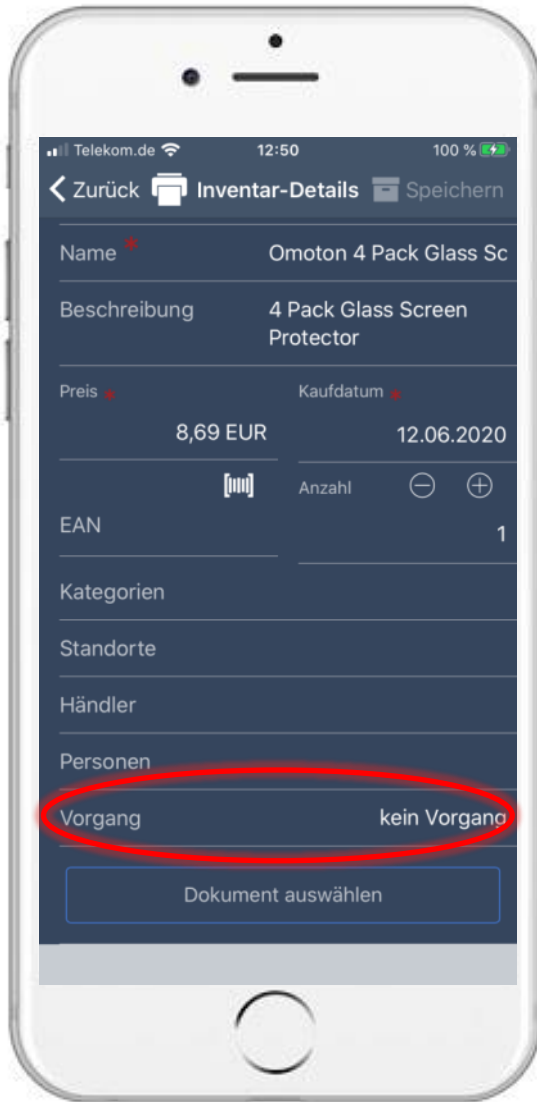 Telekom.de 12:50 100 %
Zurück Inventar-Details Speichern
Name * Omoton 4 Pack Glass Sc
Beschreibung 4 Pack Glass Screen
Protector
Preis * Kaufdatum *
8,69 EUR 12.06.2020
Anzahl
EAN 1
Kategorien
Standorte
Händler
Personen
Vorgang kein Vorgang
Dokument auswählen